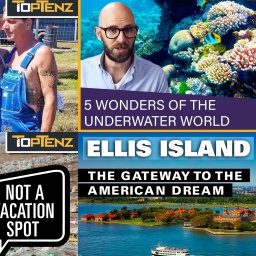 TOPTENZ
5 WONDERS OF THE
UNDERWATER WORLD
TOPTENZ
NOT A
ACATION
SPOT
ELLIS ISLAND
THE GATEWAY TO THE
AMERICAN DREAM